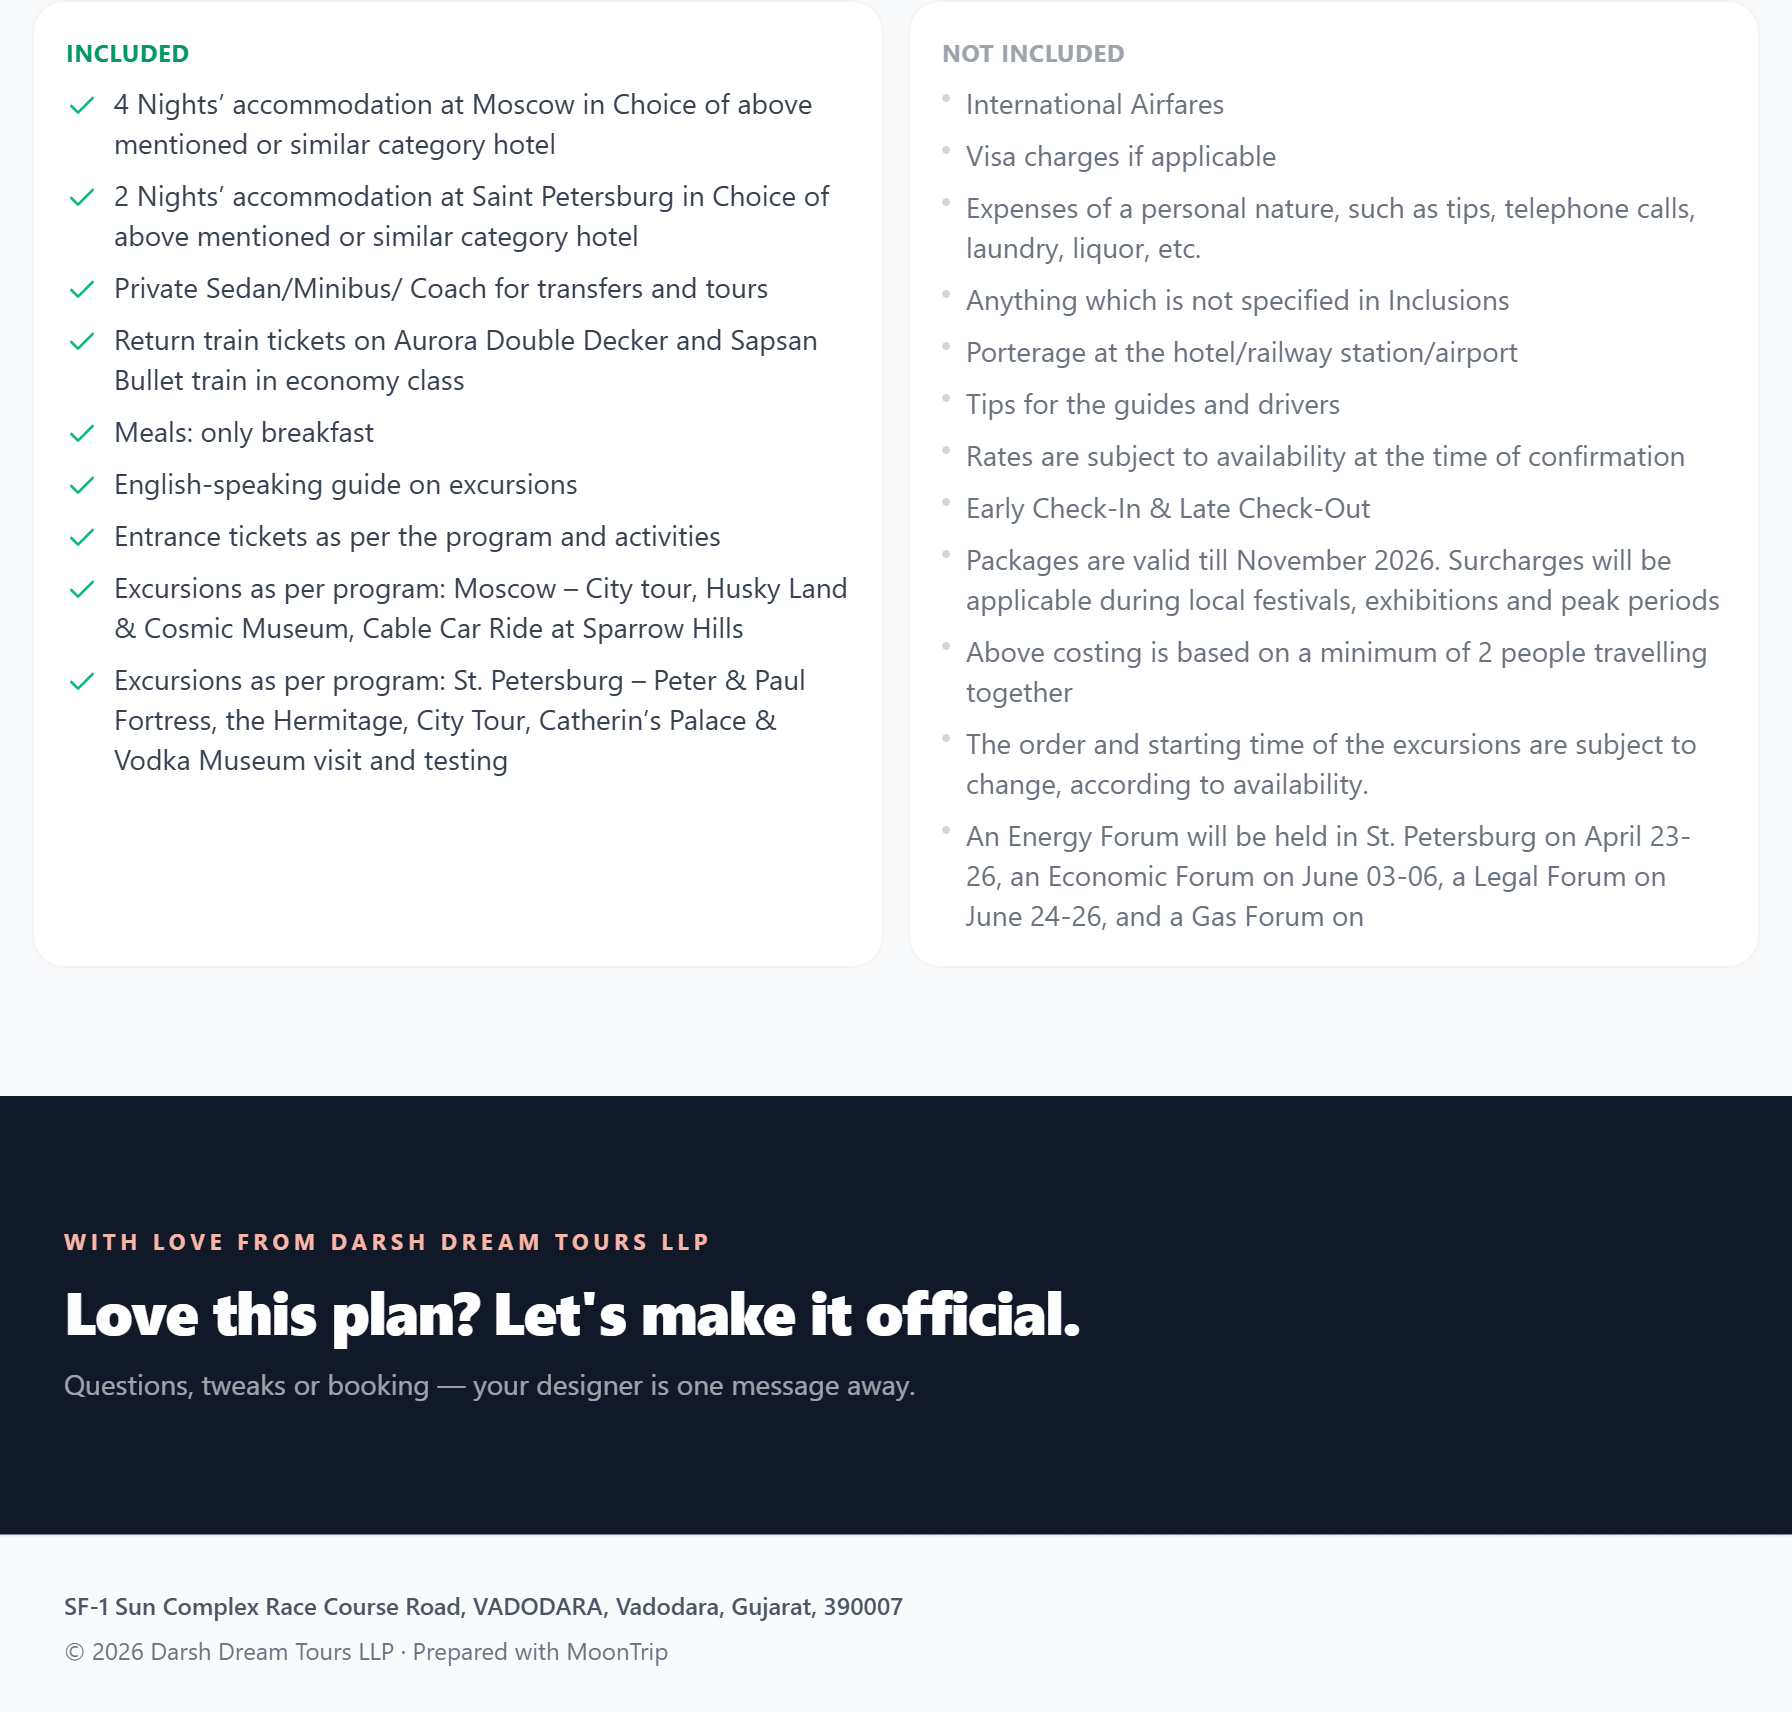 INCLUDED
4 Nights’ accommodation at Moscow in Choice of above
mentioned or similar category hotel
2 Nights’ accommodation at Saint Petersburg in Choice of
above mentioned or similar category hotel
Private Sedan/Minibus/ Coach for transfers and tours
Return train tickets on Aurora Double Decker and Sapsan
Bullet train in economy class
Meals: only breakfast
English-speaking guide on excursions
Entrance tickets as per the program and activities
Excursions as per program: Moscow – City tour, Husky Land
& Cosmic Museum, Cable Car Ride at Sparrow Hills
Excursions as per program: St. Petersburg – Peter & Paul
Fortress, the Hermitage, City Tour, Catherin’s Palace &
Vodka Museum visit and testing
NOT INCLUDED
International Airfares
Visa charges if applicable
Expenses of a personal nature, such as tips, telephone calls,
laundry, liquor, etc.
Anything which is not specified in Inclusions
Porterage at the hotel/railway station/airport
Tips for the guides and drivers
Rates are subject to availability at the time of confirmation
Early Check-In & Late Check-Out
Packages are valid till November 2026. Surcharges will be
applicable during local festivals, exhibitions and peak periods
Above costing is based on a minimum of 2 people travelling
together
The order and starting time of the excursions are subject to
change, according to availability.
An Energy Forum will be held in St. Petersburg on April 23-
26, an Economic Forum on June 03-06, a Legal Forum on
June 24-26, and a Gas Forum on
WITH LOVE FROM DARSH DREAM TOURS LLP
Love this plan? Let's make it official.
Questions, tweaks or booking — your designer is one message away.
SF-1 Sun Complex Race Course Road, VADODARA, Vadodara, Gujarat, 390007
© 2026 Darsh Dream Tours LLP · Prepared with MoonTrip